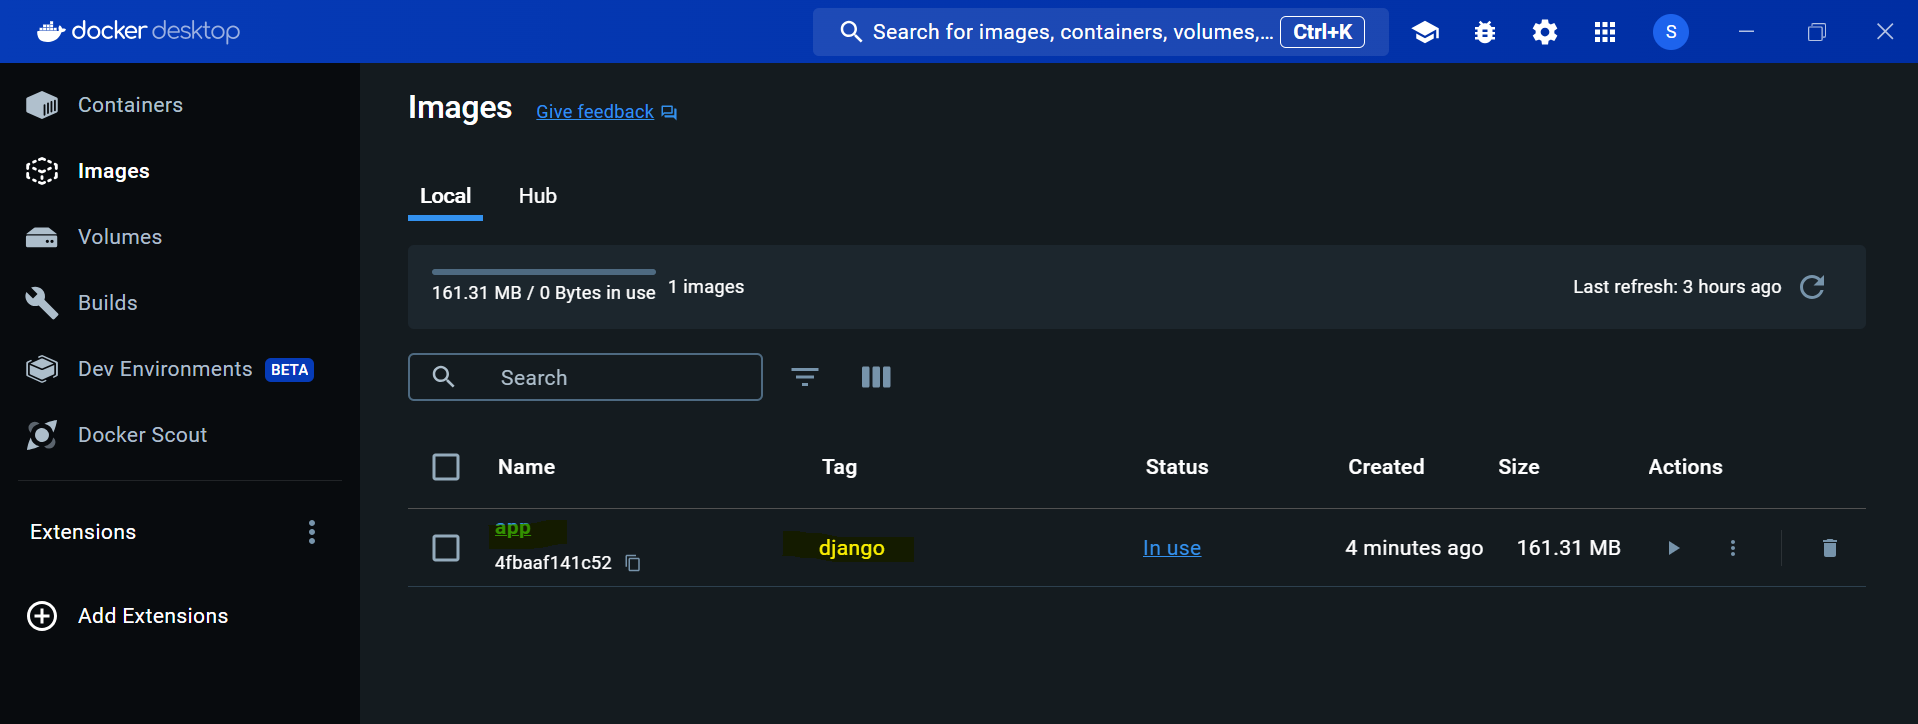 docker desktop
Search for images, containers, volumes,... Ctrl+K
S
Containers
Images
Volumes
Builds
Dev Environments BETA
Docker Scout
Extensions
Add Extensions
Images Give feedback
Local Hub
161.31 MB / 0 Bytes in use 1 images
Last refresh: 3 hours ago
Search
Name Tag Status Created Size Actions
app
4fbaaf141c52
django In use 4 minutes ago 161.31 MB